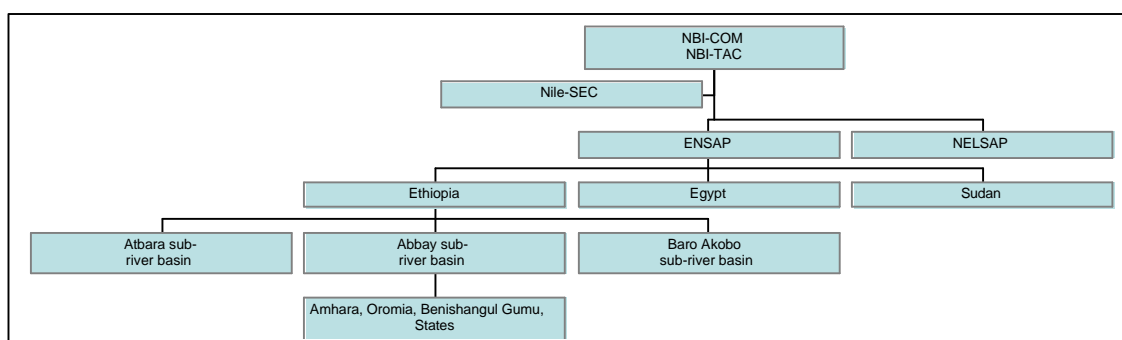 NBI-COM
NBI-TAC
Nile-SEC
ENSAP
NELSAP
Ethiopia
Egypt
Sudan
Atbara sub-
river basin
Abbay sub-
river basin
Baro Akobo
sub-river basin
Amhara, Oromia, Benishangul Gumu,
States